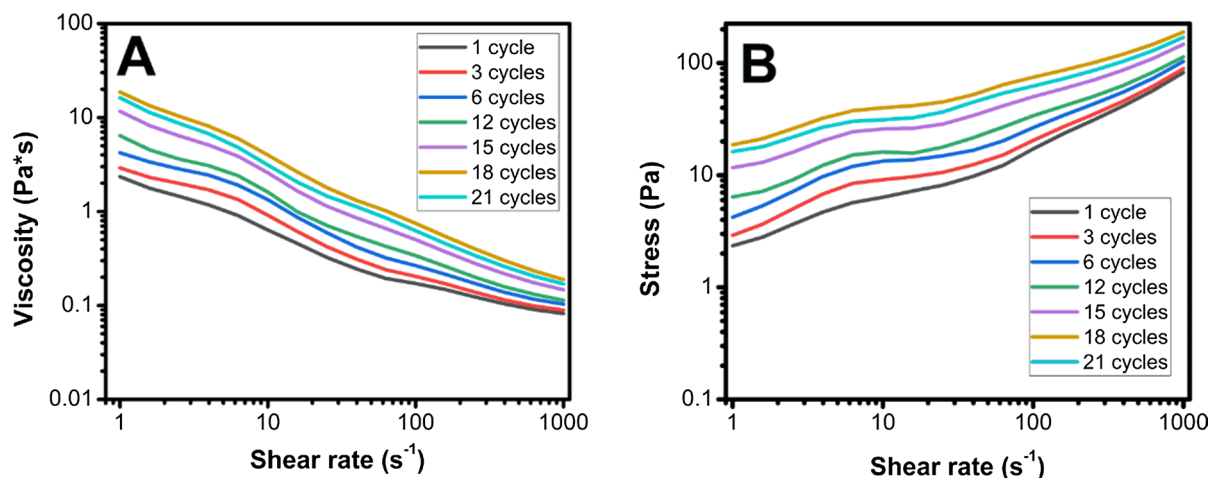 A
Viscosity (Pa*s)
100
10
1
0.1
0.01
1 cycle
3 cycles
6 cycles
12 cycles
15 cycles
18 cycles
21 cycles
1
10
100
1000
Shear rate (s⁻¹)
B
Stress (Pa)
100
10
1
0.1
1 cycle
3 cycles
6 cycles
12 cycles
15 cycles
18 cycles
21 cycles
1
10
100
1000
Shear rate (s⁻¹)